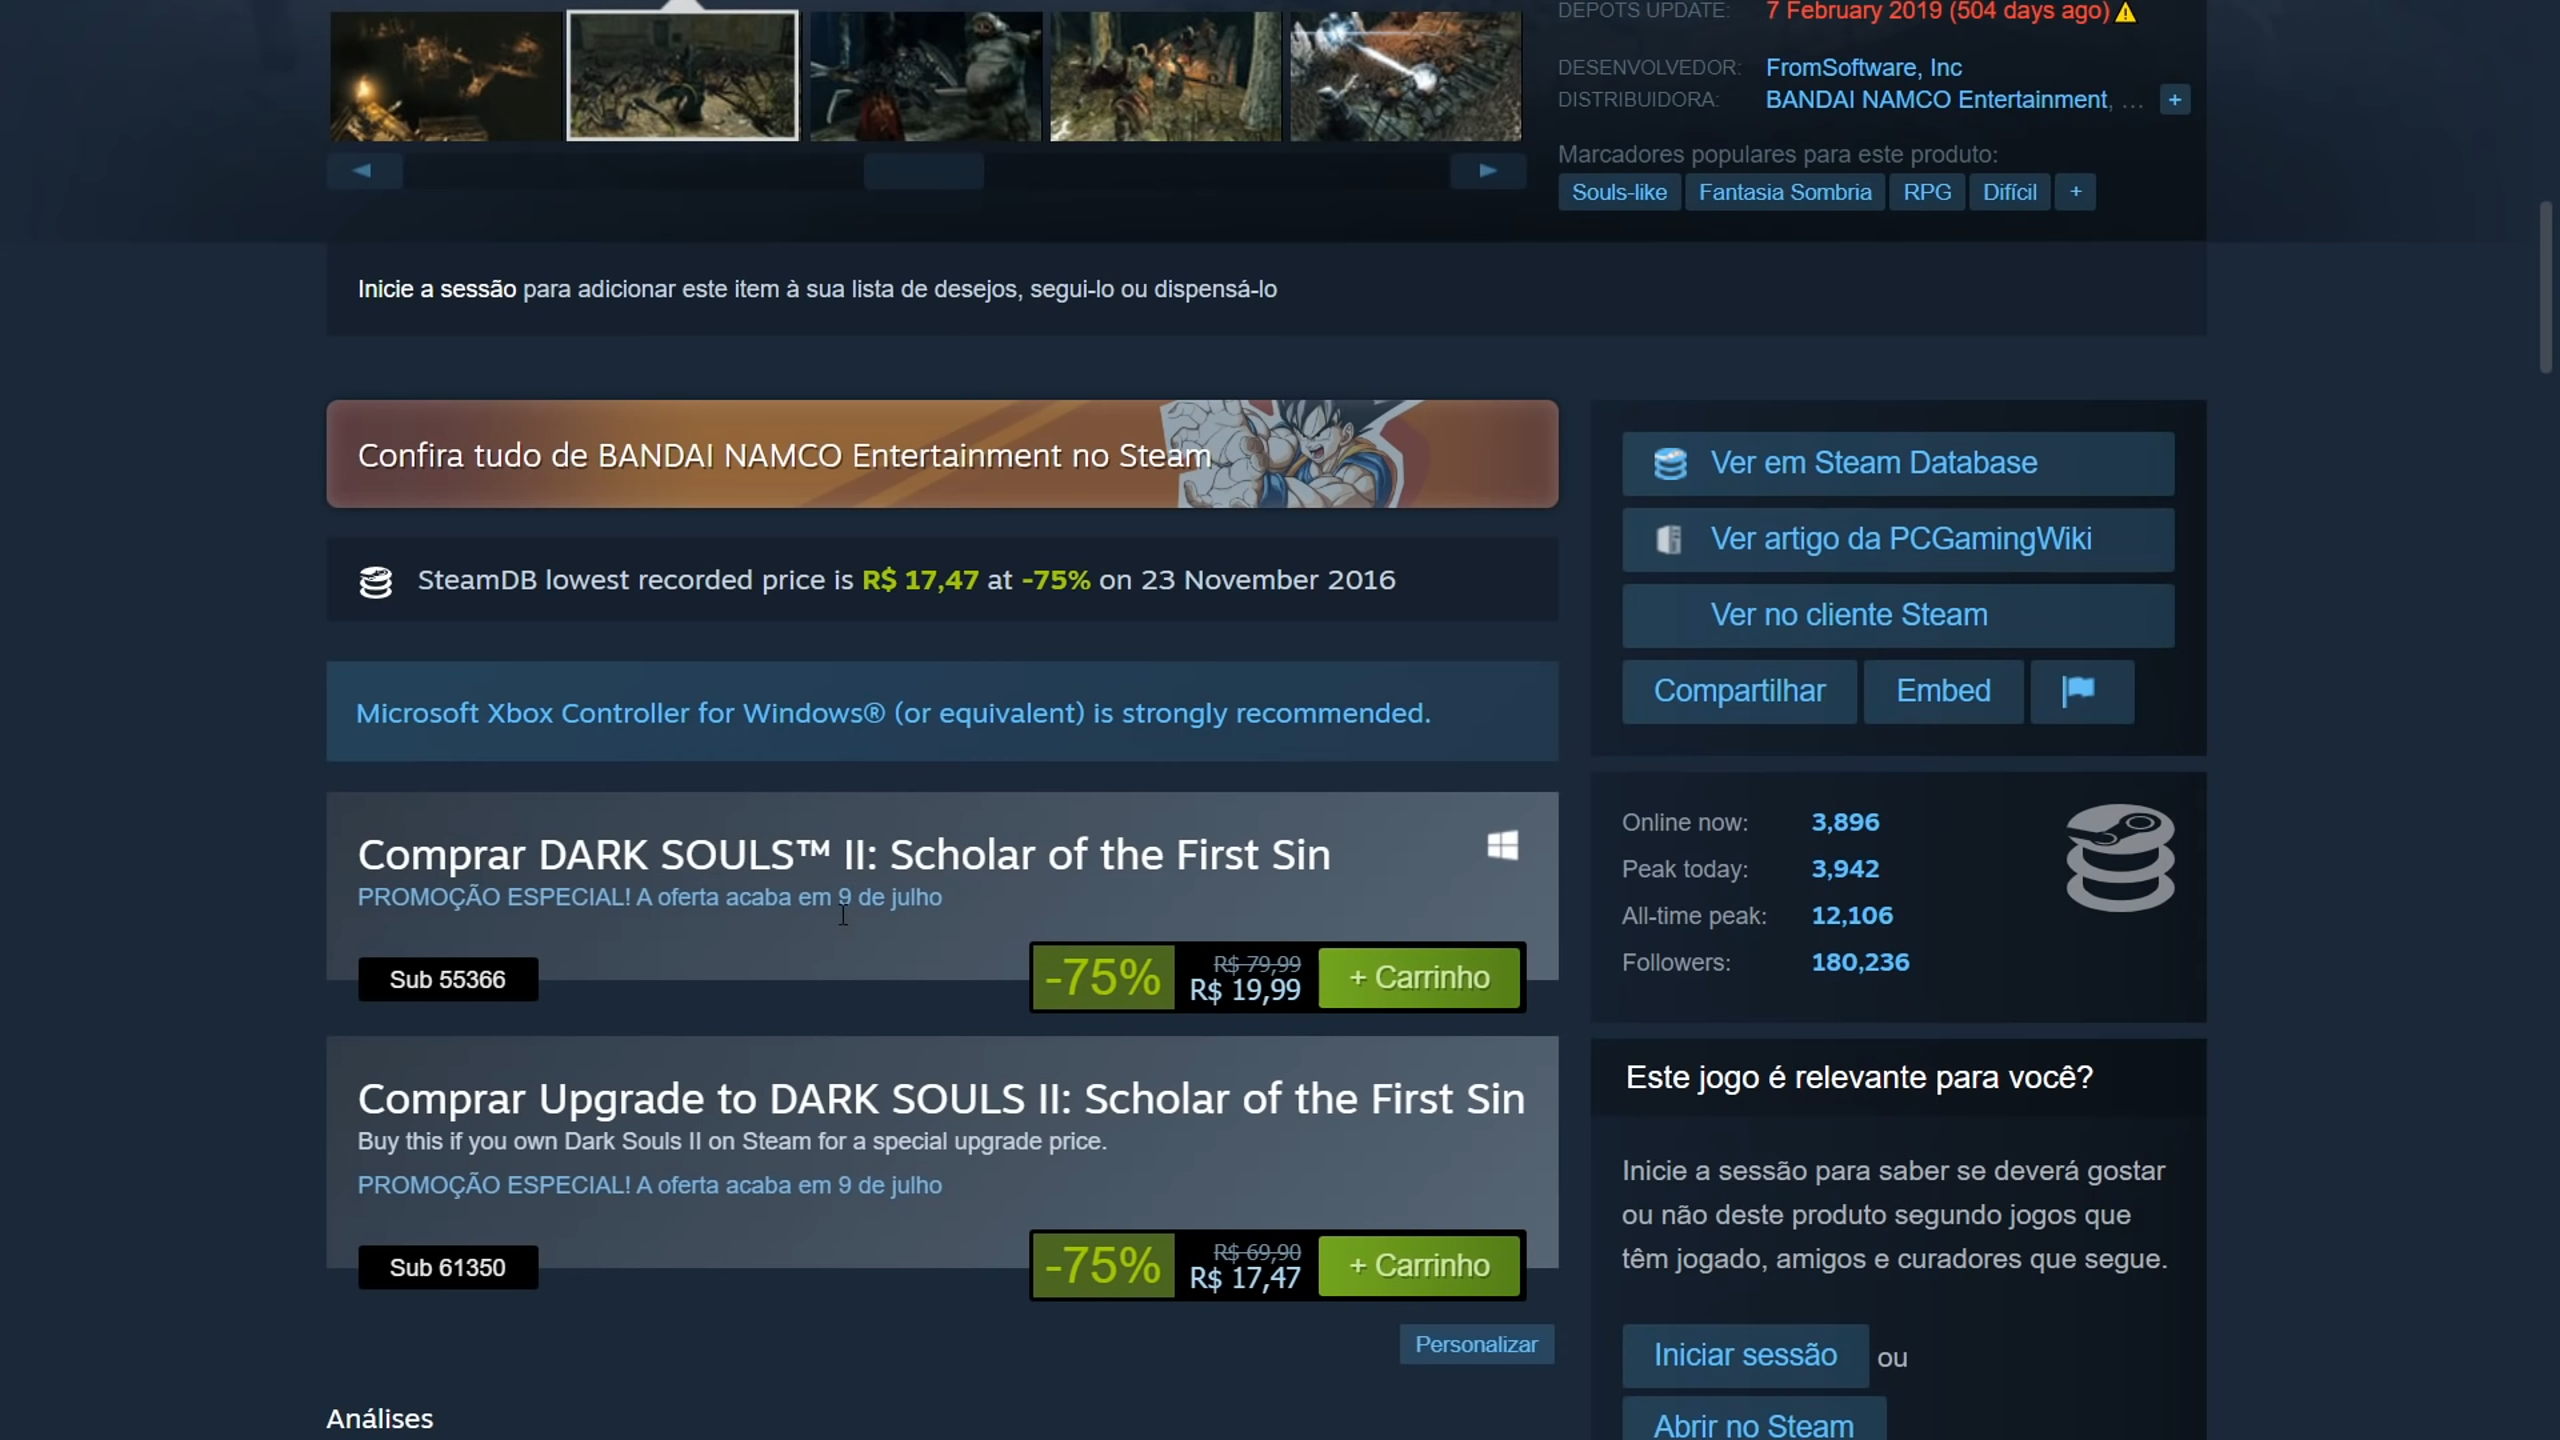 DEPOTS UPDATE: 7 February 2019 (504 days ago)
DESENVOLVEDOR: FromSoftware, Inc
DISTRIBUIDORA: BANDAI NAMCO Entertainment, ... +
Marcadores populares para este produto:
Souls-like Fantasia Sombria RPG Difícil +
Inicie a sessão para adicionar este item à sua lista de desejos, segui-lo ou dispensá-lo
Confira tudo de BANDAI NAMCO Entertainment no Steam
SteamDB lowest recorded price is R$ 17,47 at -75% on 23 November 2016
Microsoft Xbox Controller for Windows® (or equivalent) is strongly recommended.
Comprar DARK SOULS™ II: Scholar of the First Sin
PROMOÇÃO ESPECIAL! A oferta acaba em 9 de julho
Sub 55366
-75% R$ 79,99
R$ 19,99
+ Carrinho
Comprar Upgrade to DARK SOULS II: Scholar of the First Sin
Buy this if you own Dark Souls II on Steam for a special upgrade price.
PROMOÇÃO ESPECIAL! A oferta acaba em 9 de julho
Sub 61350
-75% R$ 69,90
R$ 17,47
+ Carrinho
Personalizar
Análises
Ver em Steam Database
Ver artigo da PCGamingWiki
Ver no cliente Steam
Compartilhar Embed
Online now: 3,896
Peak today: 3,942
All-time peak: 12,106
Followers: 180,236
Este jogo é relevante para você?
Inicie a sessão para saber se deverá gostar
ou não deste produto segundo jogos que
têm jogado, amigos e curadores que segue.
Iniciar sessão ou
Abrir no Steam